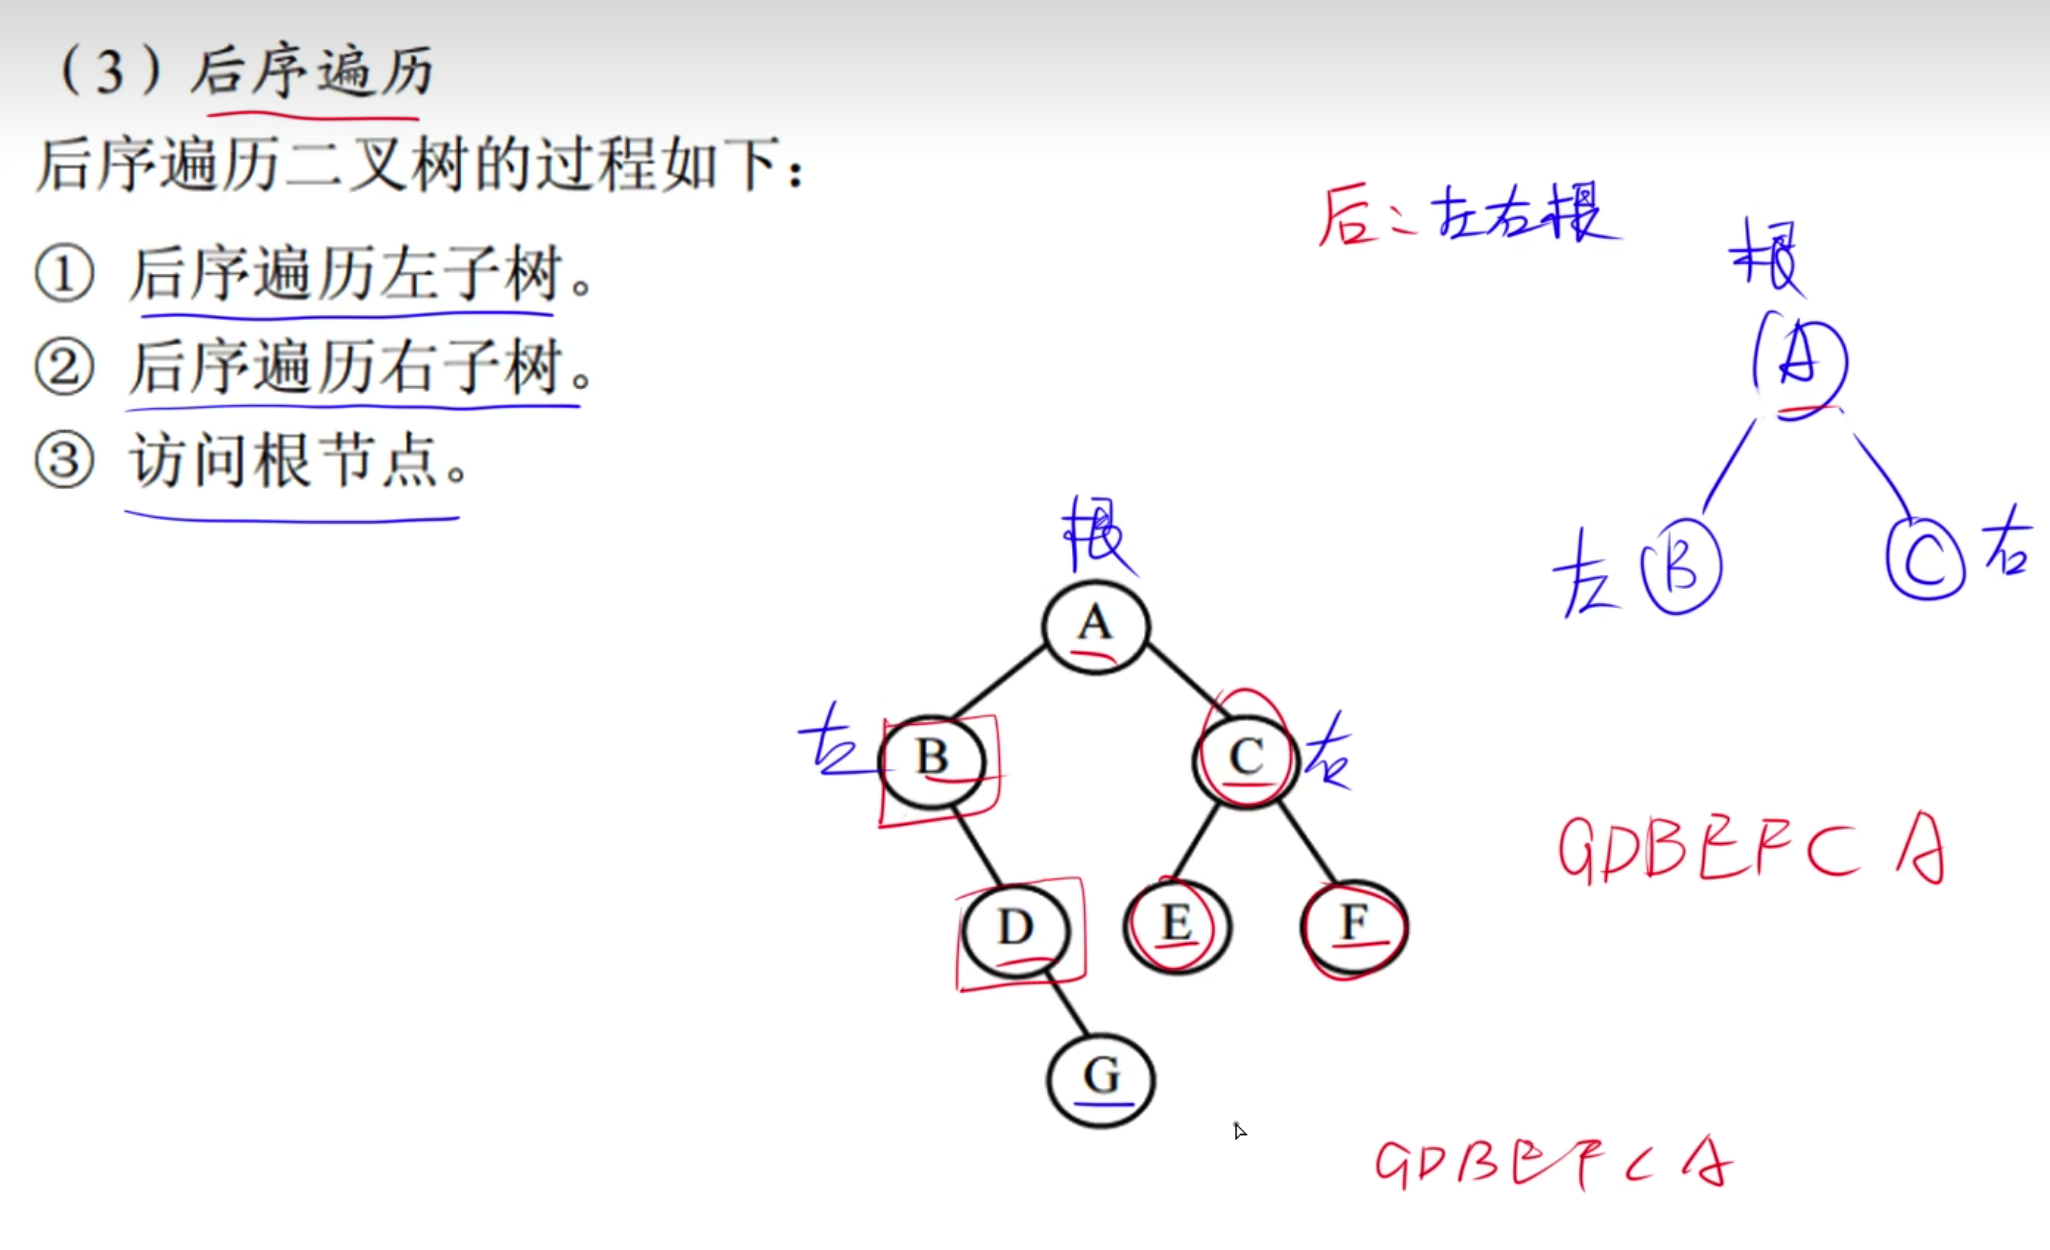 （3）后序遍历
后序遍历二叉树的过程如下：
① 后序遍历左子树。
② 后序遍历右子树。
③ 访问根节点。
后：左右根
根
A
左 B
C 右
根
A
左 B
C 右
D
E
F
G
GDBEFC A
GDBEFCA